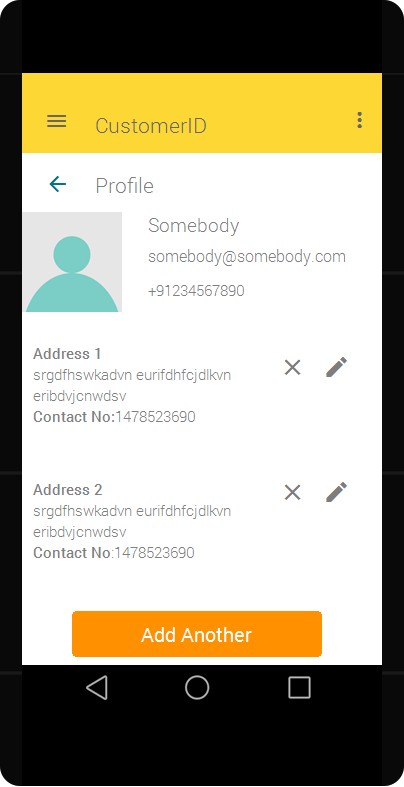 CustomerID
Profile
Somebody
somebody@somebody.com
+91234567890
Address 1
srgdfhswkadvn eurifdhfcjdlkvn
eribdvjcnwdsv
Contact No:1478523690
Address 2
srgdfhswkadvn eurifdhfcjdlkvn
eribdvjcnwdsv
Contact No:1478523690
Add Another